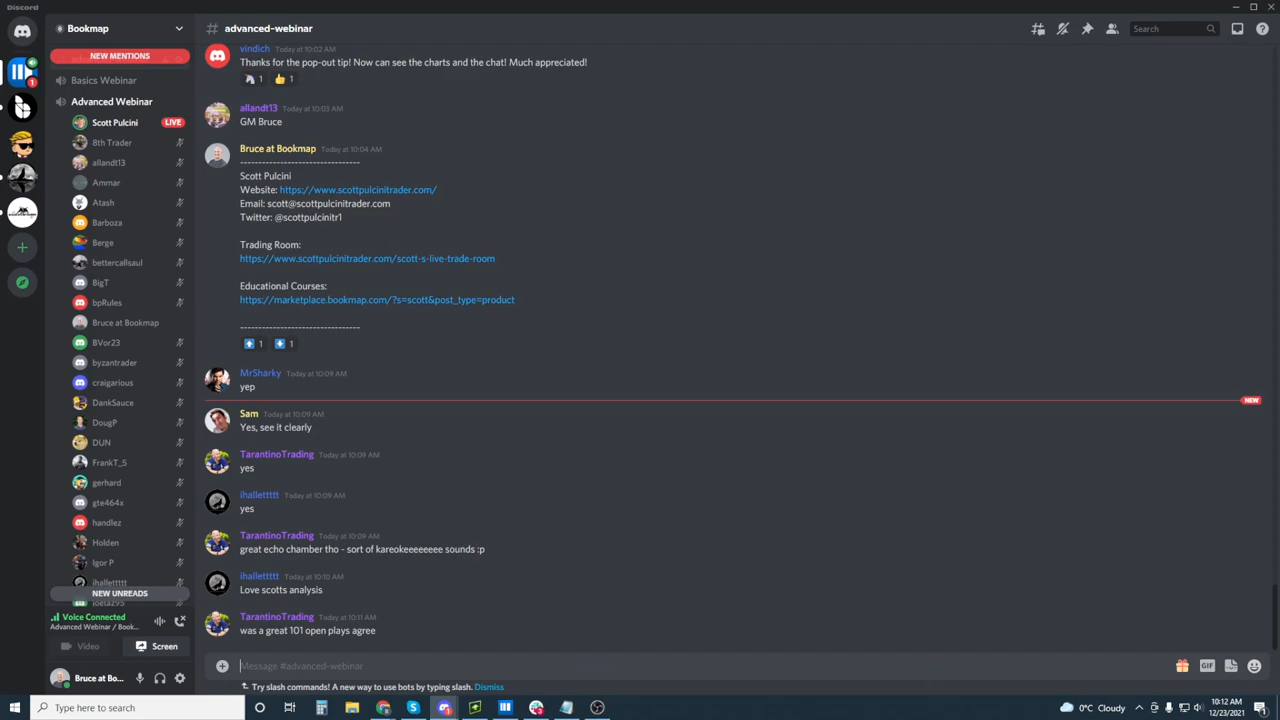 Discord
Bookmap
NEW MENTIONS
Basics Webinar
Advanced Webinar
Scott Pulcini LIVE
8th Trader
allandt13
Ammar
Atash
Barboza
Berge
bettercallsaul
BigT
bpRules
Bruce at Bookmap
BVor23
byzantrader
craigarious
DankSauce
DougP
DUN
FrankT_5
gerhard
gte464x
handlez
Holden
Igor P
ihallettttt
NEW UNREADS
joelaz95
Voice Connected
Advanced Webinar / Book...
Video Screen
Bruce at Bo...
# advanced-webinar
Search
vindich Today at 10:02 AM
Thanks for the pop-out tip! Now can see the charts and the chat! Much appreciated!
1 1
allandt13 Today at 10:03 AM
GM Bruce
Bruce at Bookmap Today at 10:04 AM
---------------------------------
Scott Pulcini
Website: https://www.scottpulcinitrader.com/
Email: scott@scottpulcinitrader.com
Twitter: @scottpulcinitr1
Trading Room:
https://www.scottpulcinitrader.com/scott-s-live-trade-room
Educational Courses:
https://marketplace.bookmap.com/?s=scott&post_type=product
---------------------------------
1 1
MrSharky Today at 10:09 AM
yep
NEW
Sam Today at 10:09 AM
Yes, see it clearly
TarantinoTrading Today at 10:09 AM
yes
ihallettttt Today at 10:09 AM
yes
TarantinoTrading Today at 10:09 AM
great echo chamber tho - sort of kareokeeeeeee sounds :p
ihallettttt Today at 10:10 AM
Love scotts analysis
TarantinoTrading Today at 10:11 AM
was a great 101 open plays agree
Message #advanced-webinar
GIF
Try slash commands! A new way to use bots by typing slash. Dismiss
Type here to search
0°C Cloudy
10:12 AM
12/23/2021